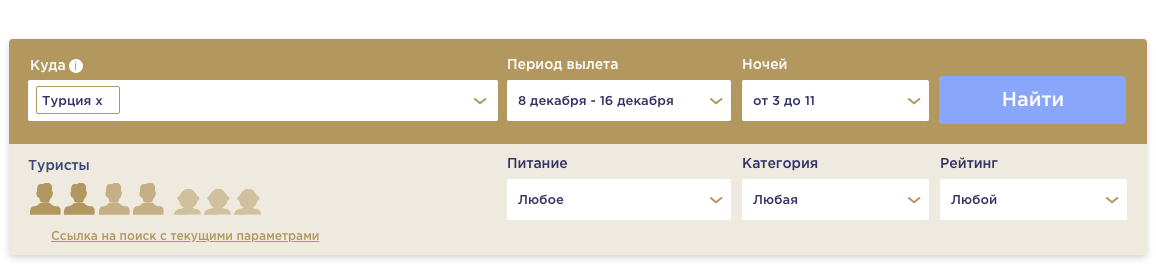 Куда i
Период вылета
Ночей
Турция x
8 декабря - 16 декабря
от 3 до 11
Найти
Туристы
Питание
Категория
Рейтинг
Любое
Любая
Любой
Ссылка на поиск с текущими параметрами